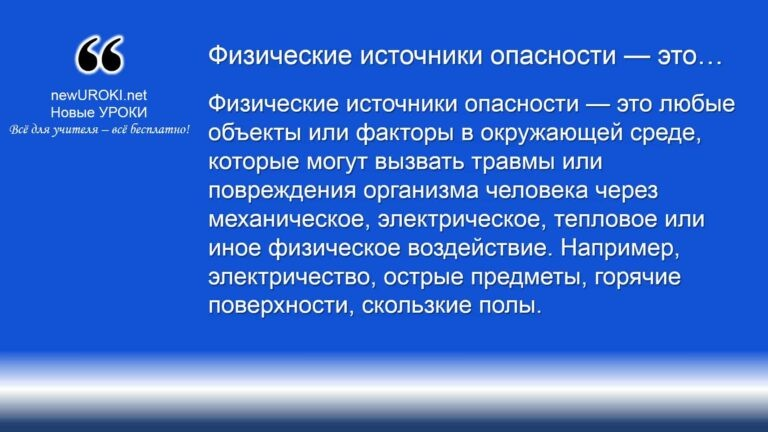 ❝
newUROKI.net
Новые УРОКИ
Всё для учителя – всё бесплатно!
Физические источники опасности — это…
Физические источники опасности — это любые
объекты или факторы в окружающей среде,
которые могут вызвать травмы или
повреждения организма человека через
механическое, электрическое, тепловое или
иное физическое воздействие. Например,
электричество, острые предметы, горячие
поверхности, скользкие полы.